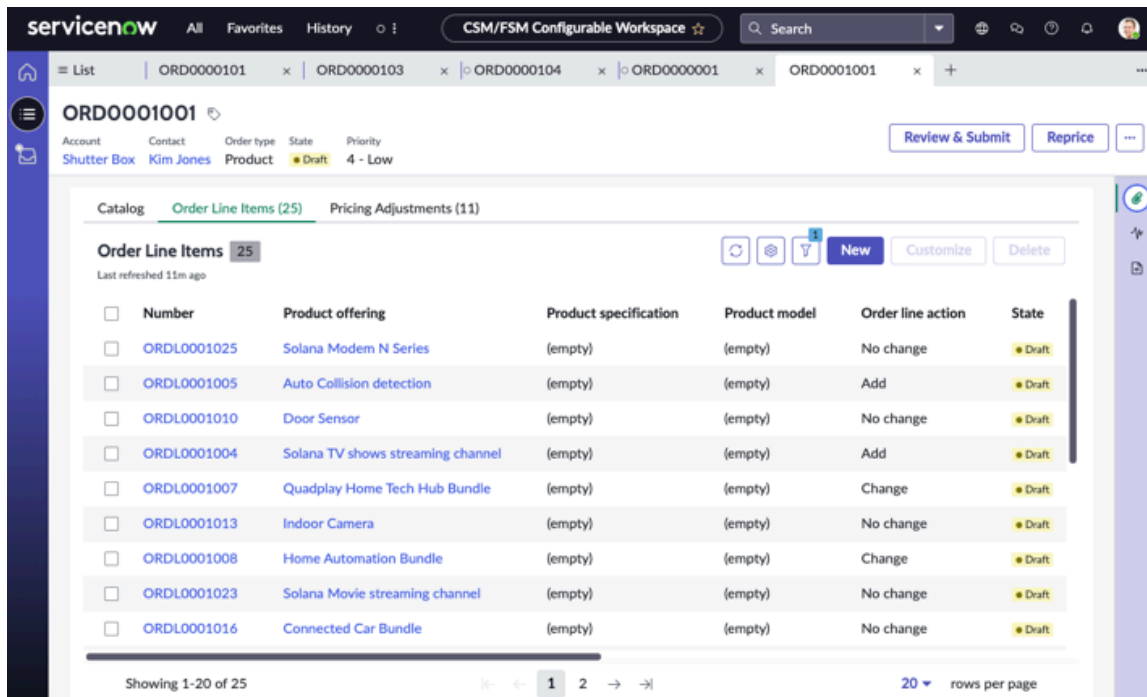 servicenow All Favorites History CSM/FSM Configurable Workspace Search
List ORD0000101 ORD0000103 ORD0000104 ORD0000001 ORD0001001
ORD0001001
Account Contact Order type State Priority
Shutter Box Kim Jones Product Draft 4 - Low
Review & Submit Reprice
Catalog Order Line Items (25) Pricing Adjustments (11)
Order Line Items 25
Last refreshed 11m ago
1
New Customize Delete
Number Product offering Product specification Product model Order line action State
ORDL0001025 Solana Modem N Series (empty) (empty) No change Draft
ORDL0001005 Auto Collision detection (empty) (empty) Add Draft
ORDL0001010 Door Sensor (empty) (empty) No change Draft
ORDL0001004 Solana TV shows streaming channel (empty) (empty) Add Draft
ORDL0001007 Quadplay Home Tech Hub Bundle (empty) (empty) Change Draft
ORDL0001013 Indoor Camera (empty) (empty) No change Draft
ORDL0001008 Home Automation Bundle (empty) (empty) Change Draft
ORDL0001023 Solana Movie streaming channel (empty) (empty) No change Draft
ORDL0001016 Connected Car Bundle (empty) (empty) No change Draft
Showing 1-20 of 25 1 2 20 rows per page